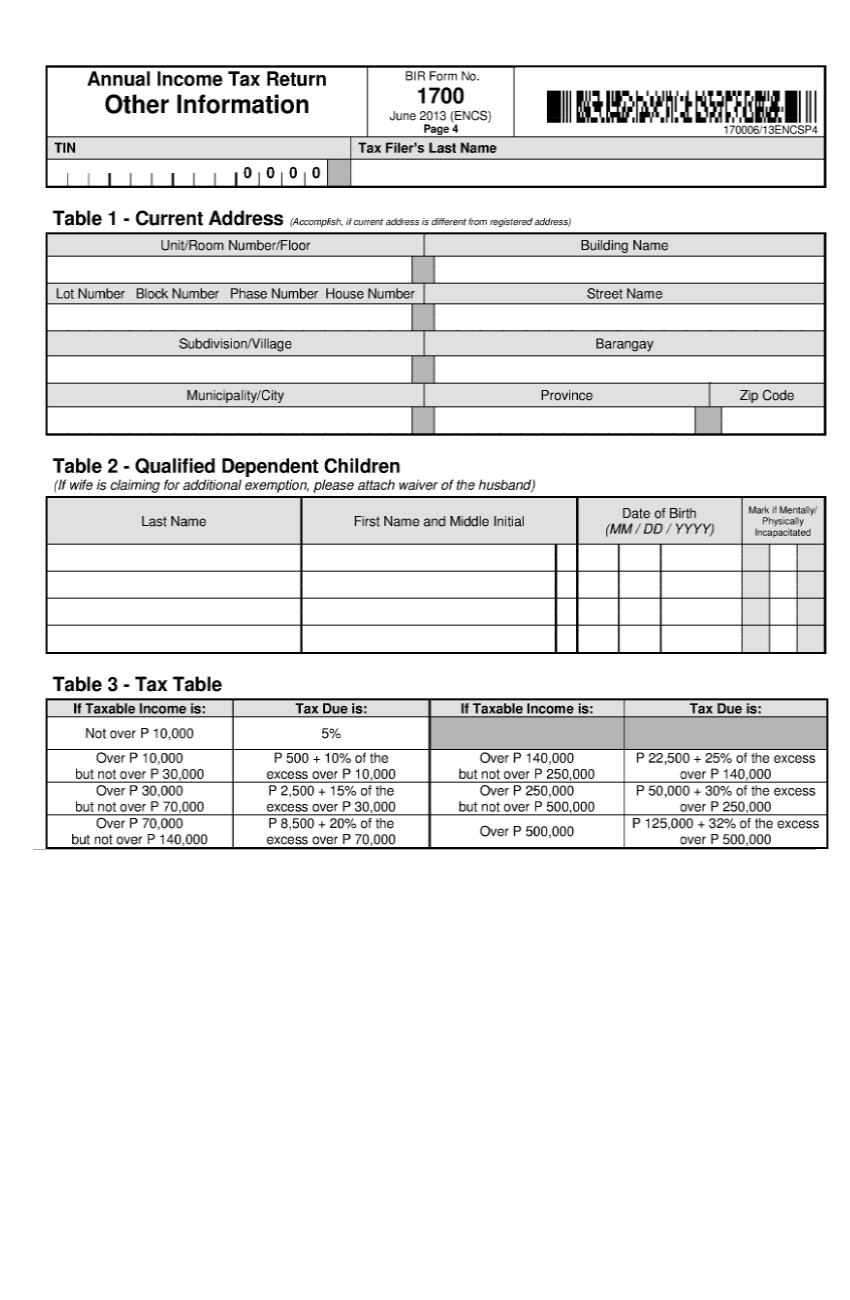 Annual Income Tax Return
Other Information
BIR Form No.
1700
June 2013 (ENCS)
Page 4
170006/13ENCSP4
TIN
Tax Filer's Last Name
0 0 0 0
Table 1 - Current Address (Accomplish, if current address is different from registered address)
Unit/Room Number/Floor Building Name
Lot Number Block Number Phase Number House Number Street Name
Subdivision/Village Barangay
Municipality/City Province Zip Code
Table 2 - Qualified Dependent Children
(If wife is claiming for additional exemption, please attach waiver of the husband)
Last Name
First Name and Middle Initial
Date of Birth
(MM / DD / YYYY)
Mark if Mentally/
Physically
Incapacitated
Table 3 - Tax Table
If Taxable Income is: Tax Due is: If Taxable Income is: Tax Due is:
Not over P 10,000 5%
Over P 10,000
but not over P 30,000
P 500 + 10% of the
excess over P 10,000
Over P 140,000
but not over P 250,000
P 22,500 + 25% of the excess
over P 140,000
Over P 30,000
but not over P 70,000
P 2,500 + 15% of the
excess over P 30,000
Over P 250,000
but not over P 500,000
P 50,000 + 30% of the excess
over P 250,000
Over P 70,000
but not over P 140,000
P 8,500 + 20% of the
excess over P 70,000
Over P 500,000
P 125,000 + 32% of the excess
over P 500,000